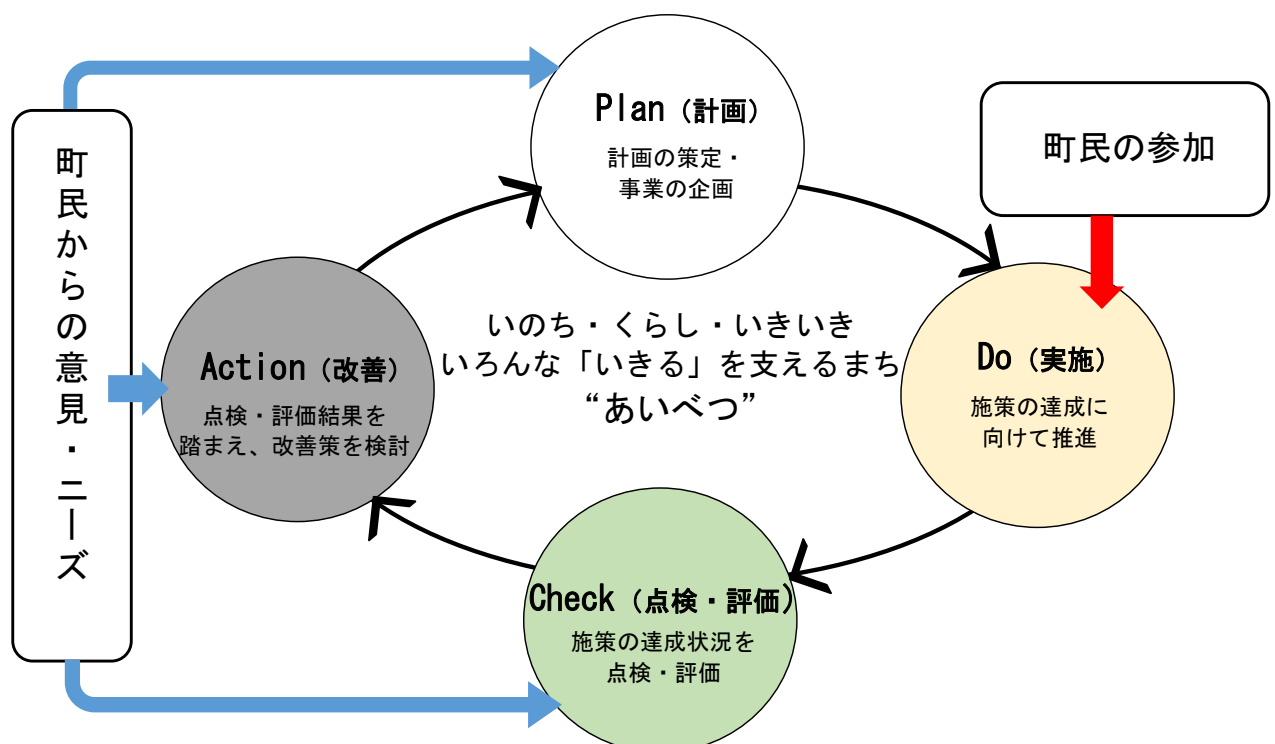 Plan（計画）
計画の策定・
事業の企画
町民の参加
町民からの意見・ニーズ
いのち・くらし・いきいき
いろんな「いきる」を支えるまち
“あいべつ”
Action（改善）
点検・評価結果を
踏まえ、改善策を検討
Do（実施）
施策の達成に
向けて推進
Check（点検・評価）
施策の達成状況を
点検・評価